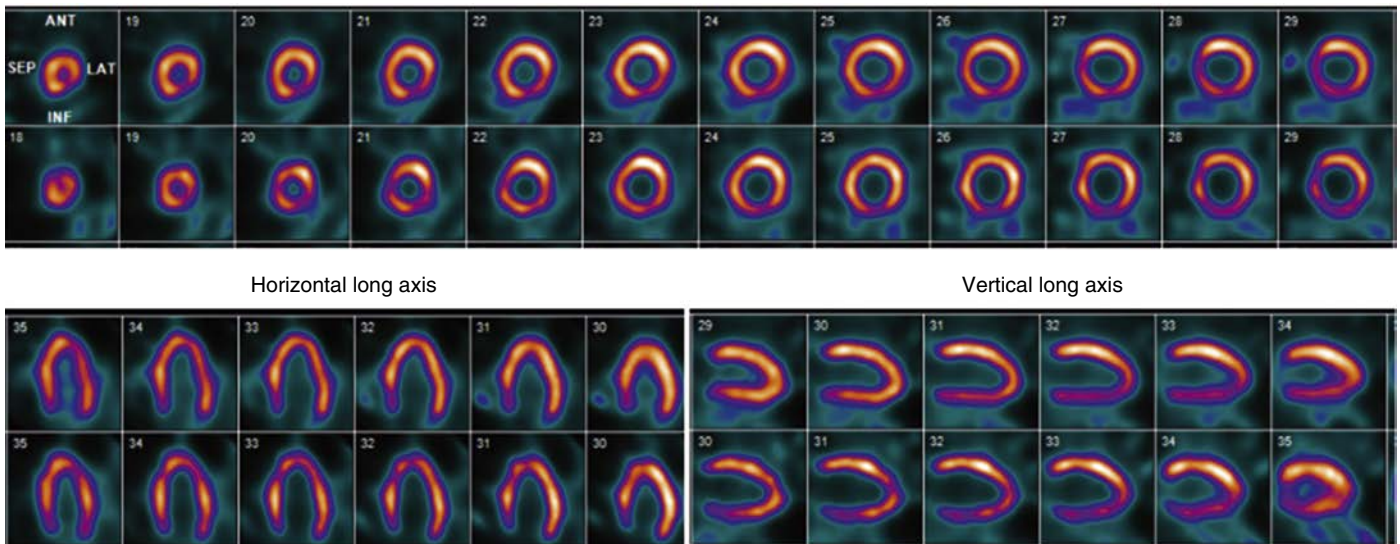 ANT
19 20 21 22 23 24 25 26 27 28 29
SEP LAT
INF
18 19 20 21 22 23 24 25 26 27 28 29
Horizontal long axis Vertical long axis
35 34 33 32 31 30 29 30 31 32 33 34
35 34 33 32 31 30 30 31 32 33 34 35